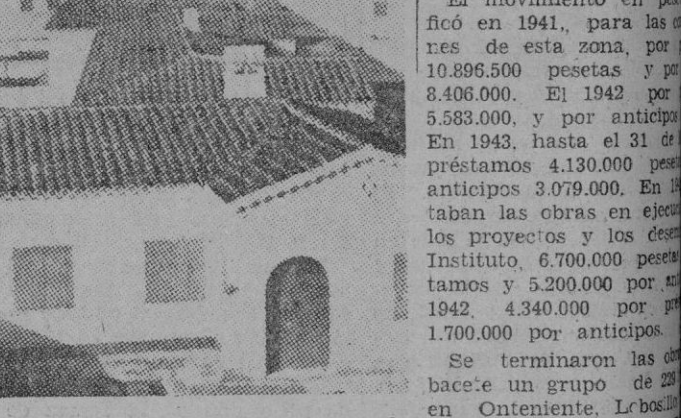 El movimiento en
ficó en 1941,, para las
nes de esta zona, por
10.896.500 pesetas y por
8.406.000. El 1942 por
5.583.000, y por anticipos
En 1943, hasta el 31 de
préstamos 4.130.000
anticipos 3.079.000. En
taban las obras en
los proyectos y los
Instituto, 6.700.000 pesetas
tamos y 5.200.000 por
1942, 4.340.000 por
1.700.000 por anticipos.
Se terminaron las
bacete un grupo de 229
en Onteniente,